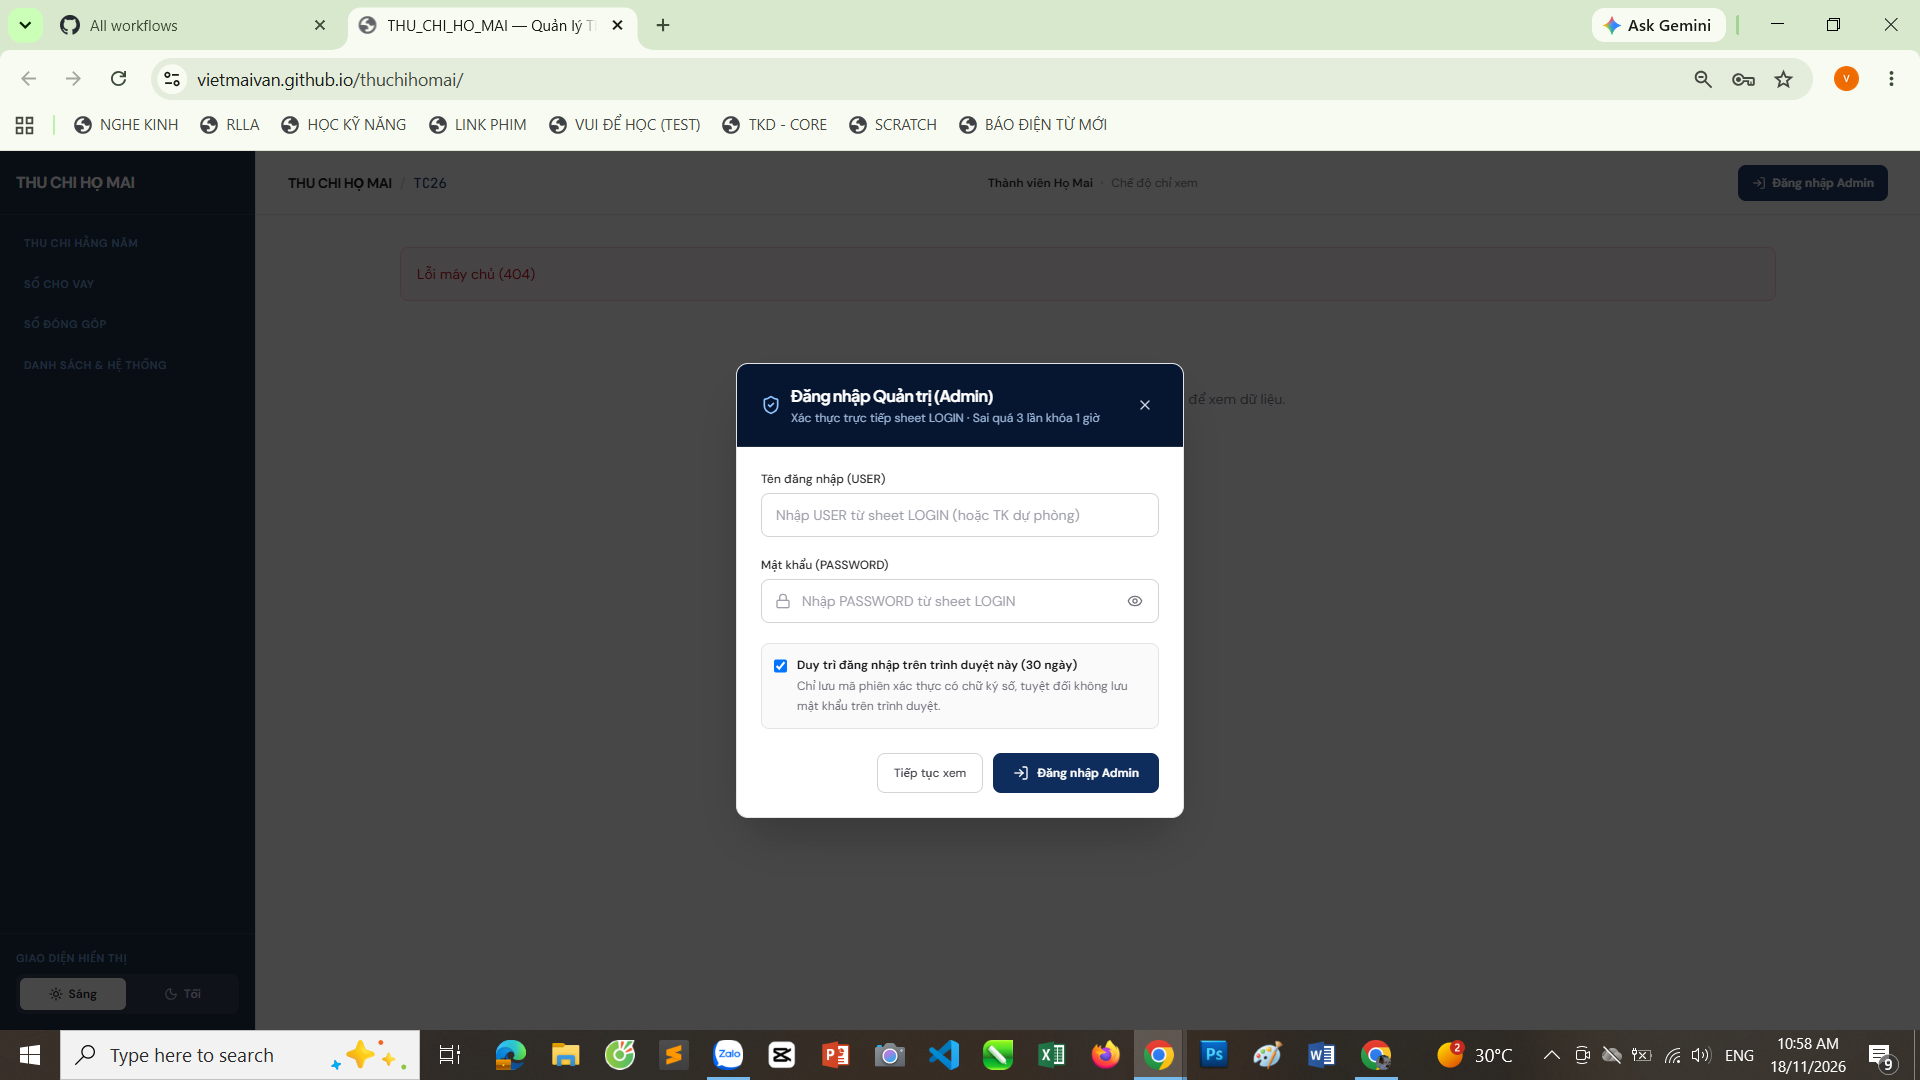 All workflows
THU_CHI_HO_MAI — Quản lý T
Ask Gemini
vietmaivan.github.io/thuchihomai/
V
NGHE KINH
RLLA
HỌC KỸ NĂNG
LINK PHIM
VUI ĐỂ HỌC (TEST)
TKD - CORE
SCRATCH
BÁO ĐIỆN TỬ MỚI
THU CHI HỌ MAI
THU CHI HỌ MAI / TC26
Thành viên Họ Mai · Chế độ chỉ xem
Đăng nhập Admin
THU CHI HẰNG NĂM
SỔ CHO VAY
SỔ ĐÓNG GÓP
DANH SÁCH & HỆ THỐNG
Lỗi máy chủ (404)
để xem dữ liệu.
Đăng nhập Quản trị (Admin)
Xác thực trực tiếp sheet LOGIN · Sai quá 3 lần khóa 1 giờ
Tên đăng nhập (USER)
Nhập USER từ sheet LOGIN (hoặc TK dự phòng)
Mật khẩu (PASSWORD)
Nhập PASSWORD từ sheet LOGIN
Duy trì đăng nhập trên trình duyệt này (30 ngày)
Chỉ lưu mã phiên xác thực có chữ ký số, tuyệt đối không lưu
mật khẩu trên trình duyệt.
Tiếp tục xem
Đăng nhập Admin
GIAO DIỆN HIỂN THỊ
Sáng
Tối
Type here to search
Zalo
Ps
2
30°C
ENG
10:58 AM
18/11/2026
9